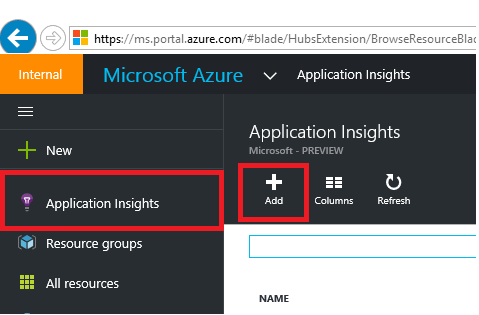 https://ms.portal.azure.com/#blade/HubsExtension/BrowseResourceBlad
Internal
Microsoft Azure
Application Insights
New
Application Insights
Resource groups
All resources
Application Insights
Microsoft - PREVIEW
Add
Columns
Refresh
NAME